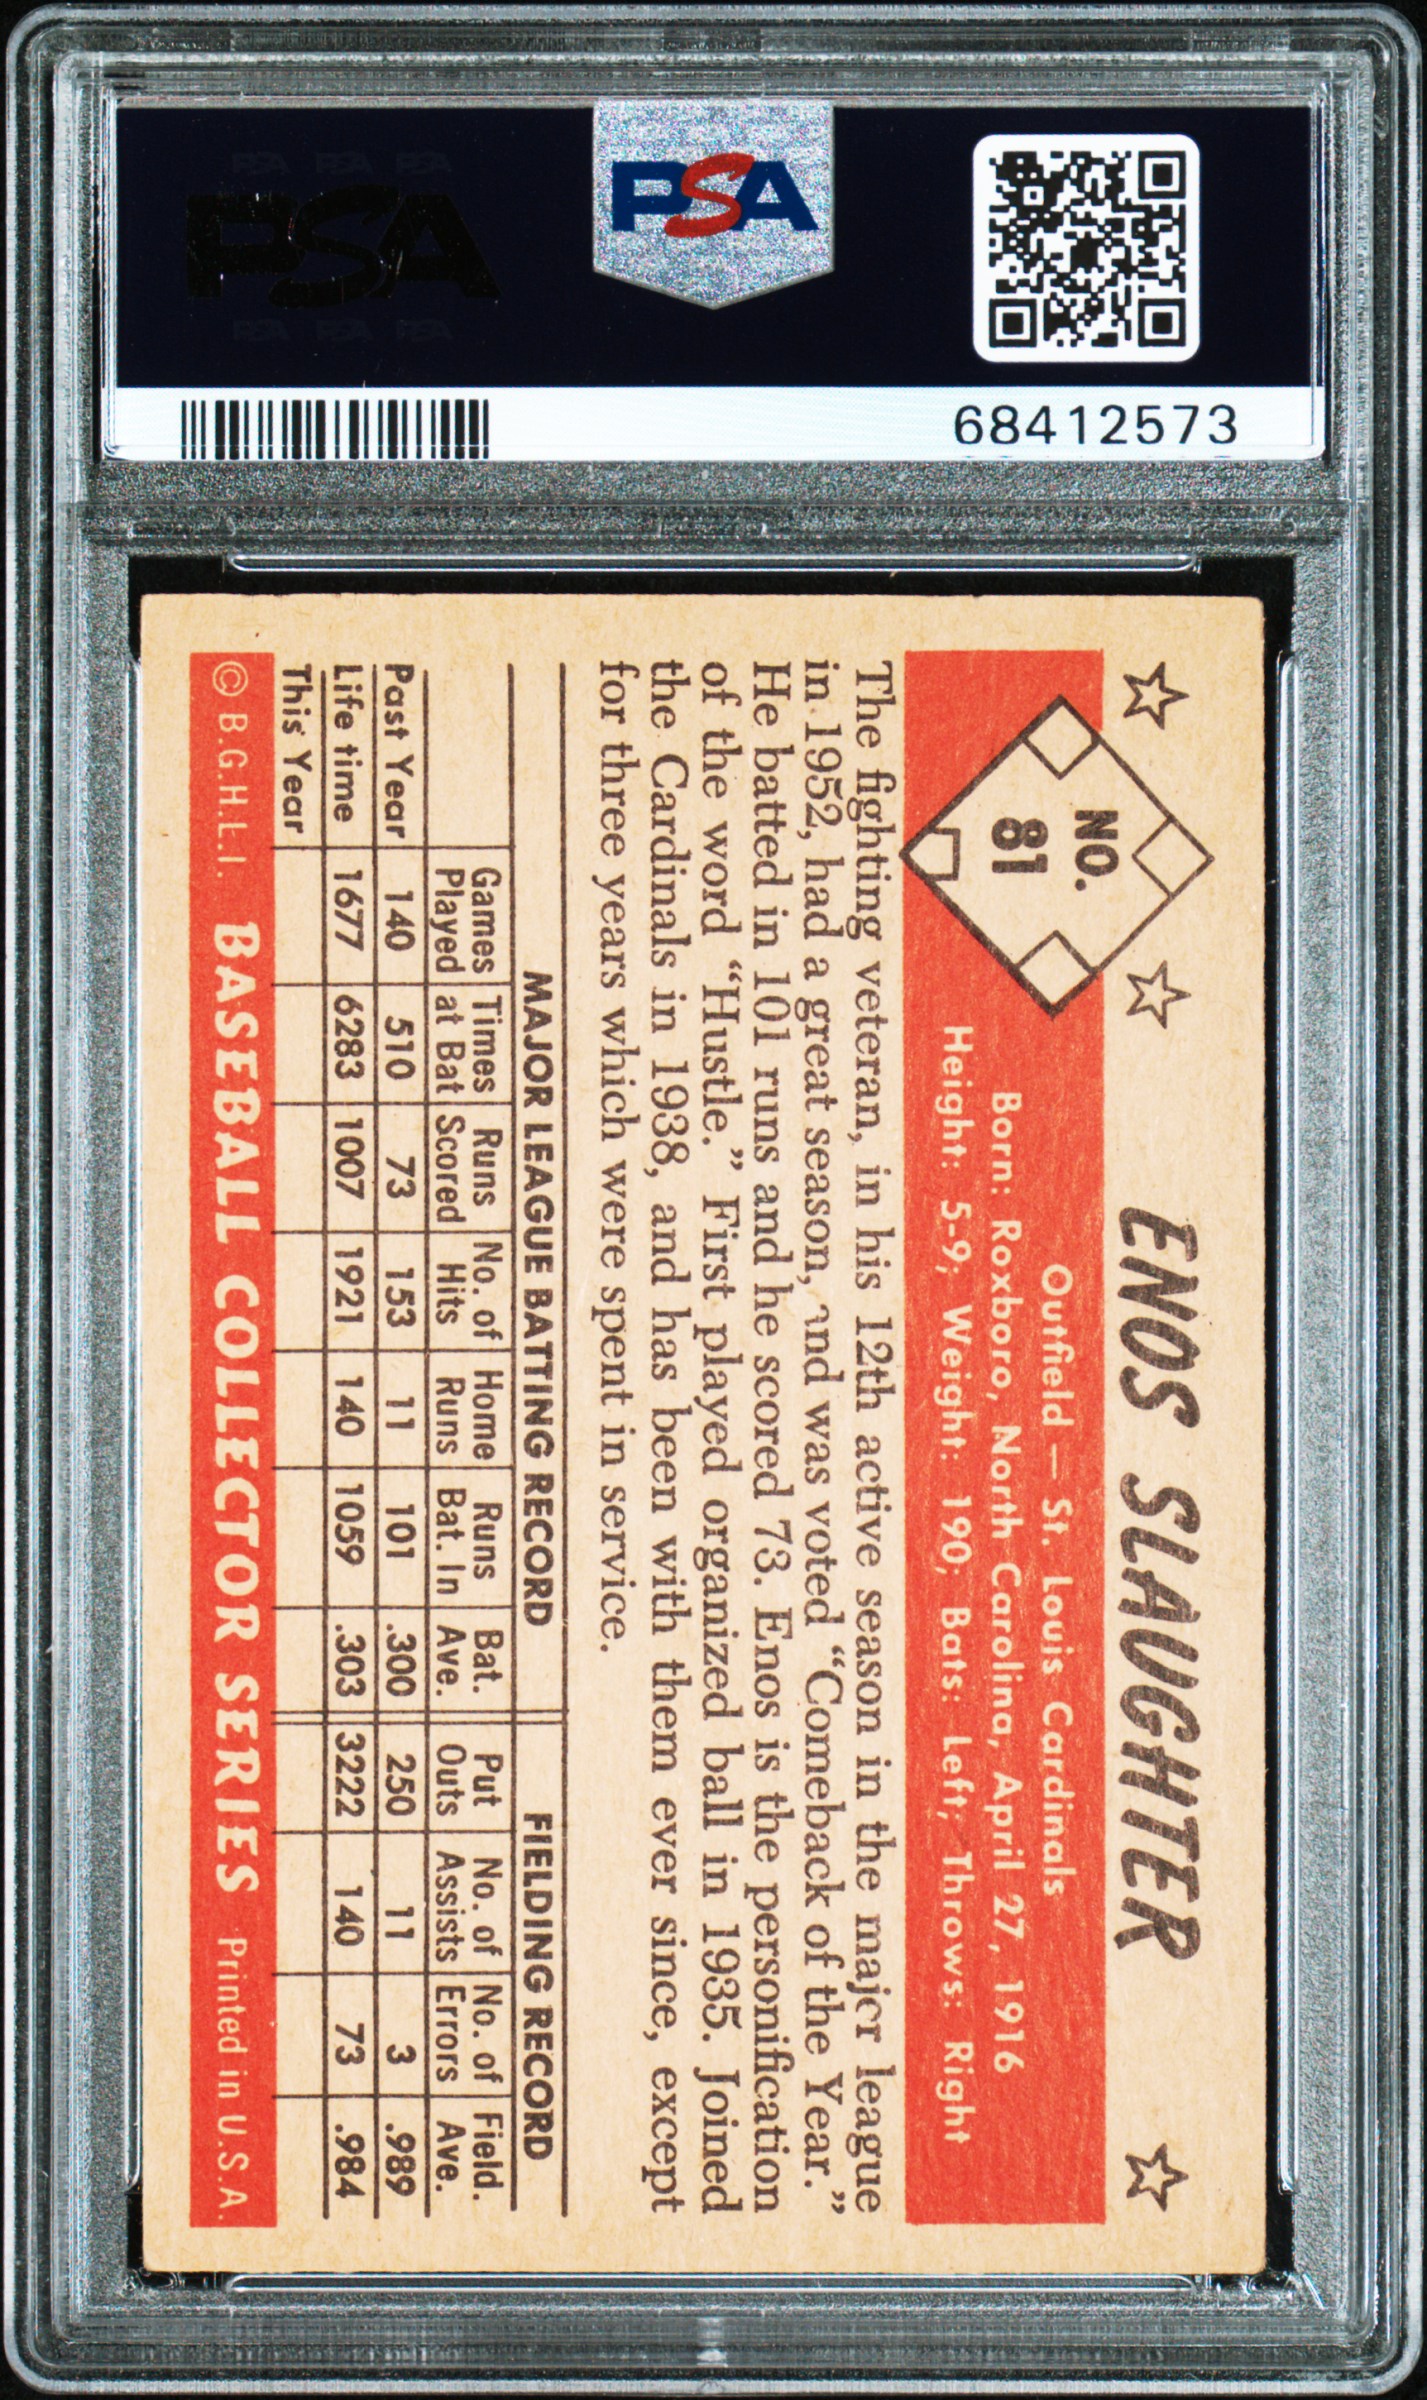 PSA
PSA PSA PSA
PSA
PSA PSA PSA
68412573
ENOS SLAUGHTER
NO.
81
Outfield — St. Louis Cardinals
Born: Roxboro, North Carolina, April 27, 1916
Height: 5-9; Weight: 190; Bats: Left; Throws: Right
The fighting veteran, in his 12th active season in the major league
in 1952, had a great season, and was voted “Comeback of the Year.”
He batted in 101 runs and he scored 73. Enos is the personification
of the word “Hustle.” First played organized ball in 1935. Joined
the Cardinals in 1938, and has been with them ever since, except
for three years which were spent in service.
MAJOR LEAGUE BATTING RECORD FIELDING RECORD
Games Times Runs No. of Home Runs Bat. Put No. of No. of Field.
Played at Bat Scored Hits Runs Bat. In Ave. Outs Assists Errors Ave.
Past Year 140 510 73 153 11 101 .300 250 11 3 .989
Life time 1677 6283 1007 1921 140 1059 .303 3222 140 73 .984
This Year
© B.G.H.L.I. BASEBALL COLLECTOR SERIES Printed in U.S.A.